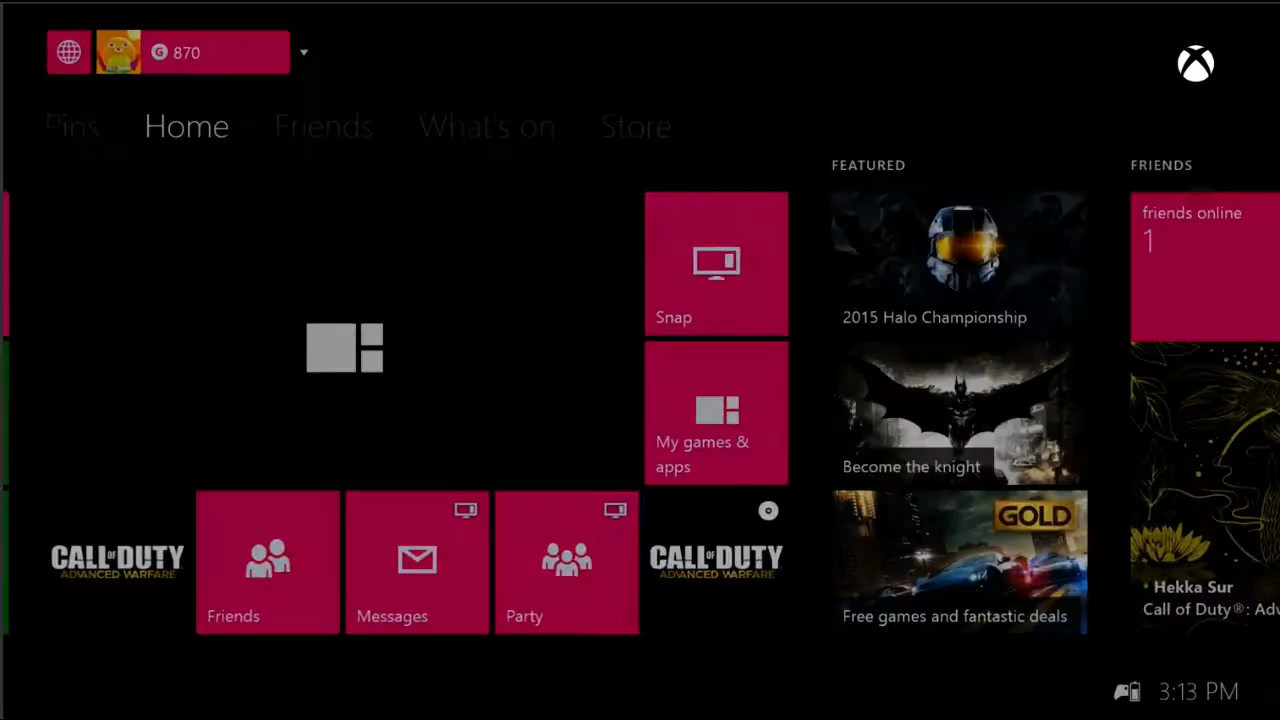 G 870
Pins
Home
Friends
What's on
Store
FEATURED
FRIENDS
Snap
2015 Halo Championship
friends online
1
My games &
apps
Become the knight
CALL OF DUTY
ADVANCED WARFARE
Friends
Messages
Party
CALL OF DUTY
ADVANCED WARFARE
GOLD
Free games and fantastic deals
Hekka Sur
Call of Duty®: Adv
3:13 PM